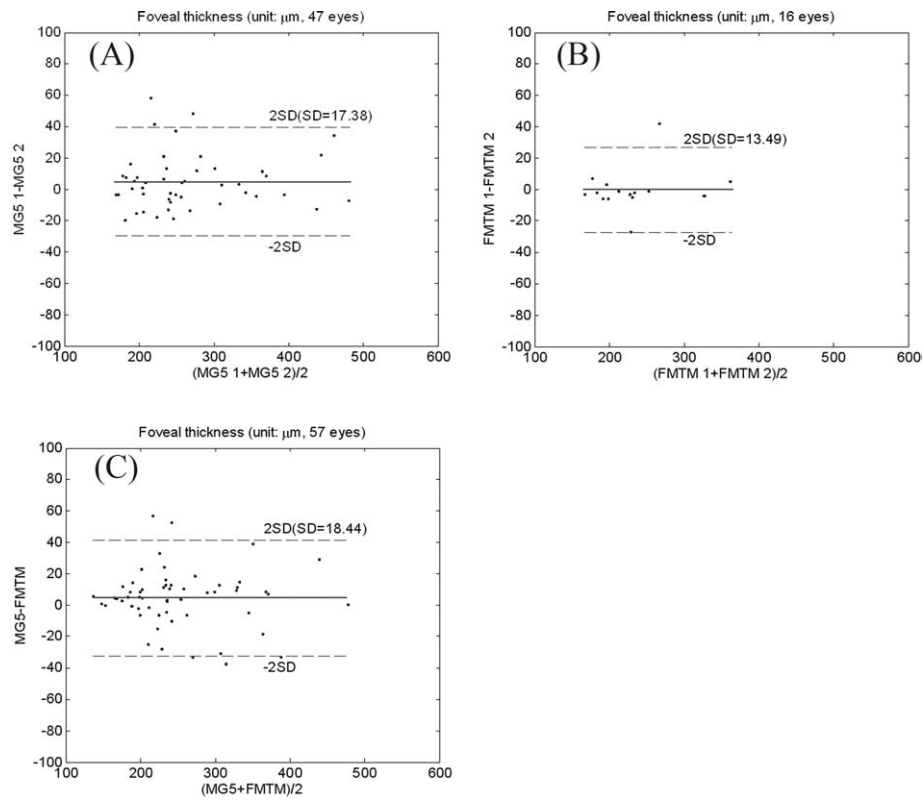 Foveal thickness (unit: μm, 47 eyes)
(A)
100
80
60
40
20
0
-20
-40
-60
-80
-100
MG5 1-MG5 2
2SD(SD=17.38)
-2SD
100 200 300 400 500 600
(MG5 1+MG5 2)/2
Foveal thickness (unit: μm, 16 eyes)
(B)
100
80
60
40
20
0
-20
-40
-60
-80
-100
FMTM 1-FMTM 2
2SD(SD=13.49)
-2SD
100 200 300 400 500 600
(FMTM 1+FMTM 2)/2
Foveal thickness (unit: μm, 57 eyes)
(C)
100
80
60
40
20
0
-20
-40
-60
-80
-100
MG5-FMTM
2SD(SD=18.44)
-2SD
100 200 300 400 500 600
(MG5+FMTM)/2